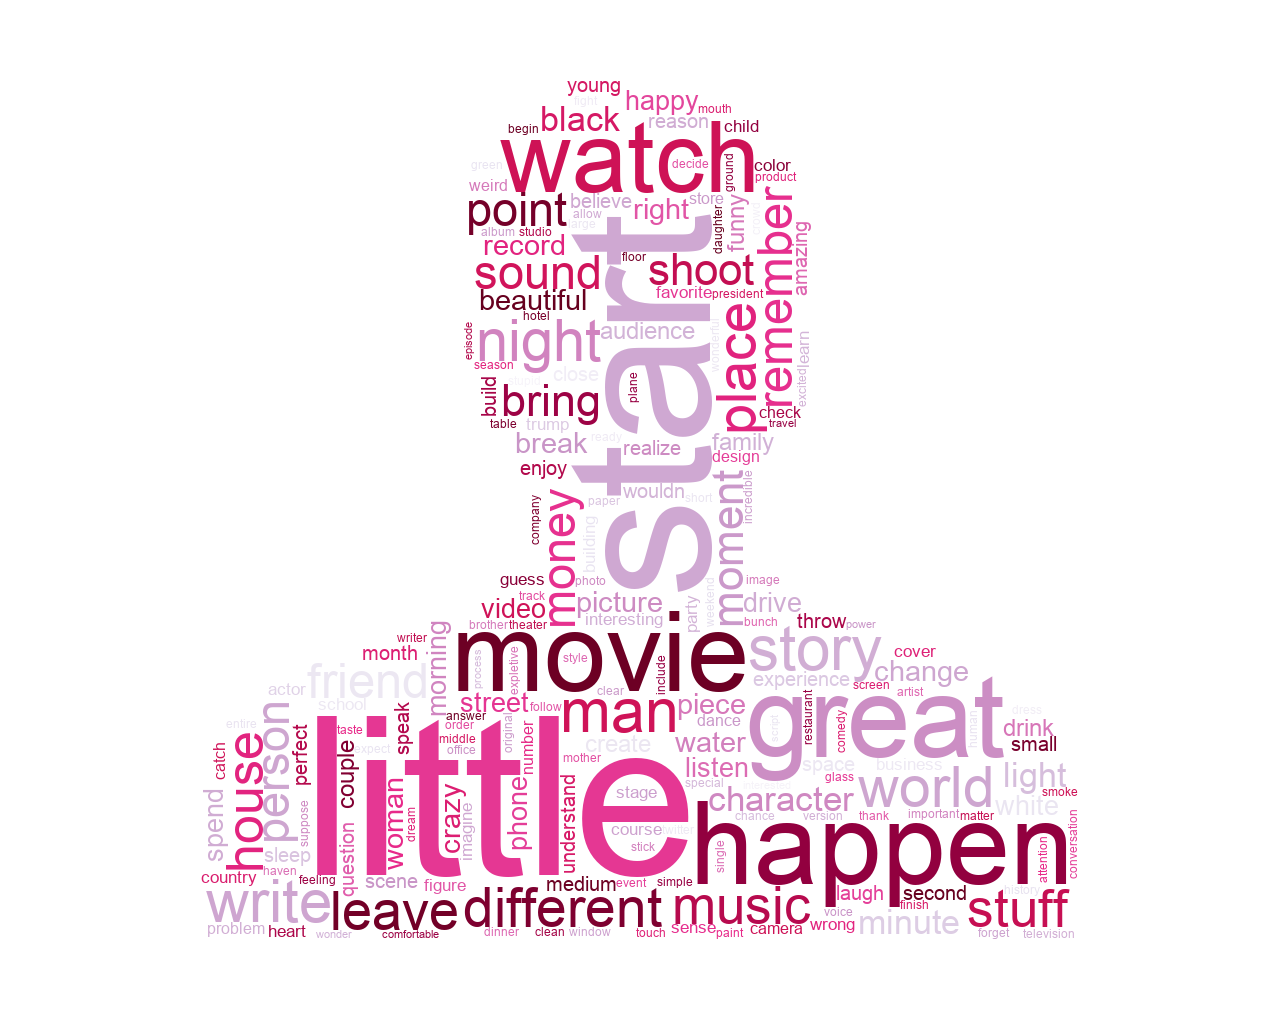 young
fight
happy
mouth
black
reason
child
begin
watch
green
decide
ground
color
product
weird
believe
right
store
point
allow
large
daughter
funny
remember
amazing
album
studio
record
start
floor
sound
shoot
beautiful
favorite
president
hotel
night
audience
place
wonderful
episode
season
close
learn
excited
build
bring
plane
check
travel
table
trump
break
ready
realize
family
design
enjoy
wouldn
short
moment
incredible
company
money
paper
building
guess
photo
image
track
video
picture
party
weekend
drive
brother
theater
interesting
bunch
throw
power
writer
movie
story
month
morning
process
expletive
style
include
cover
experience
change
screen
artist
actor
friend
clear
great
school
street
follow
man
piece
dance
restaurant
comedy
dress
human
entire
person
taste
answer
order
original
number
water
script
drink
house
perfect
couple
speak
middle
office
create
small
catch
expect
little
mother
listen
space
business
light
glass
world
special
spend
suppose
woman
dream
crazy
imagine
phone
understand
stage
character
white
smoke
happen
chance
version
thank
important
matter
question
course
twitter
conversation
sleep
stick
single
attention
haven
country
feeling
scene
figure
medium
event
simple
laugh
second
history
write
leave
different
music
finish
stuff
voice
minute
problem
heart
wonder
comfortable
dinner
clean
window
touch
sense
paint
camera
wrong
forget
television